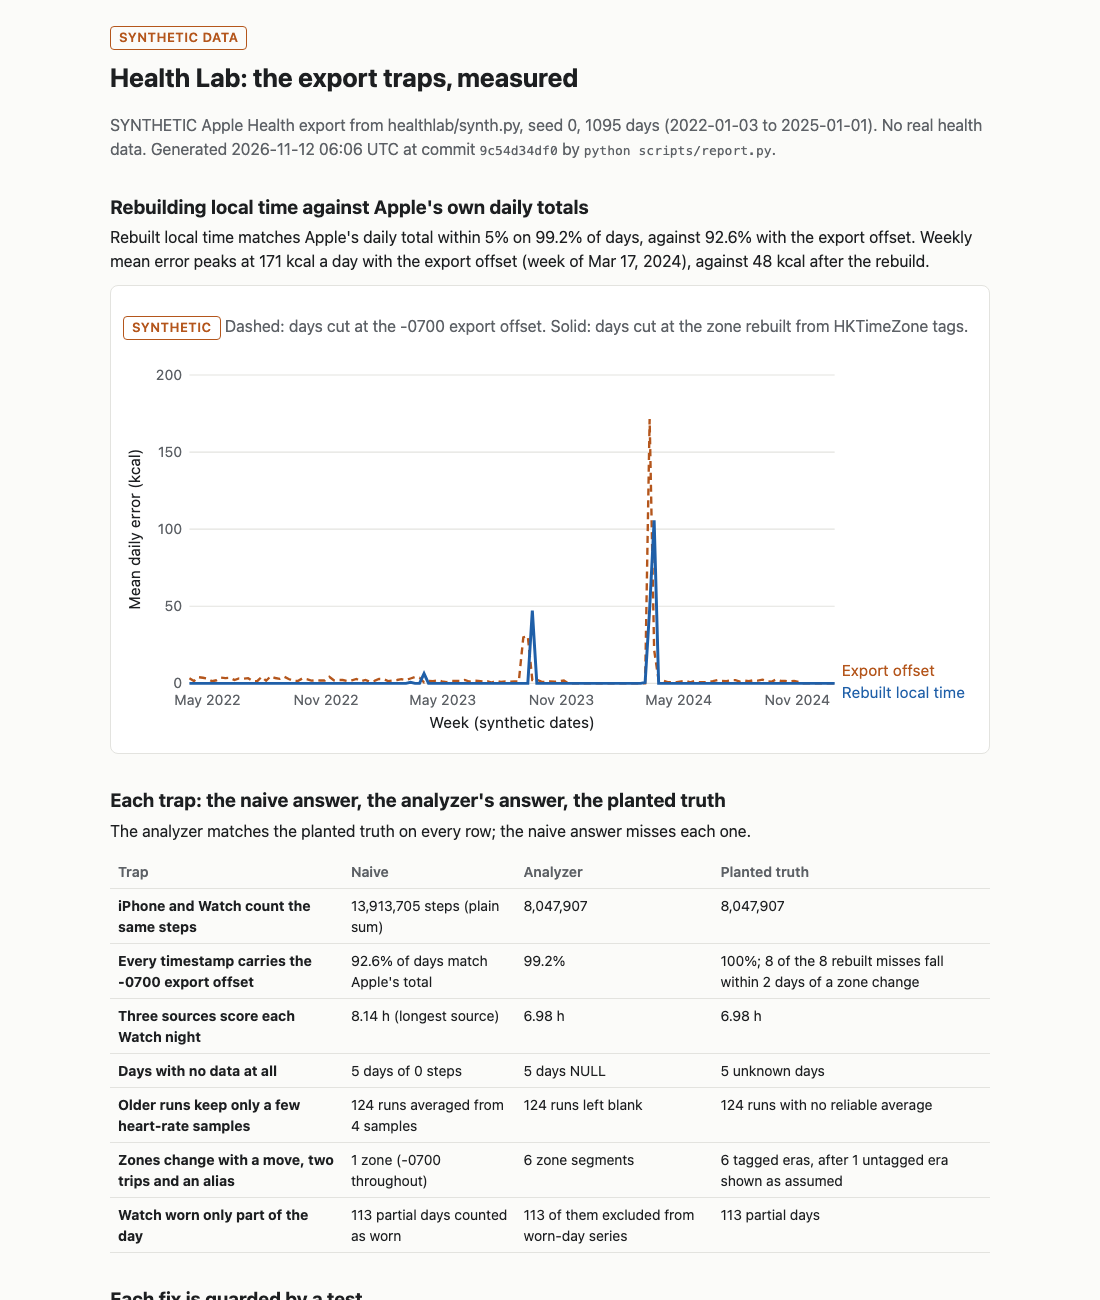 SYNTHETIC DATA
Health Lab: the export traps, measured
SYNTHETIC Apple Health export from healthlab/synth.py, seed 0, 1095 days (2022-01-03 to 2025-01-01). No real health
data. Generated 2026-11-12 06:06 UTC at commit 9c54d34df0 by python scripts/report.py.
Rebuilding local time against Apple's own daily totals
Rebuilt local time matches Apple's daily total within 5% on 99.2% of days, against 92.6% with the export offset. Weekly
mean error peaks at 171 kcal a day with the export offset (week of Mar 17, 2024), against 48 kcal after the rebuild.
SYNTHETIC Dashed: days cut at the -0700 export offset. Solid: days cut at the zone rebuilt from HKTimeZone tags.
200
150
100
50
0
Mean daily error (kcal)
May 2022 Nov 2022 May 2023 Nov 2023 May 2024 Nov 2024
Week (synthetic dates)
Export offset
Rebuilt local time
Each trap: the naive answer, the analyzer's answer, the planted truth
The analyzer matches the planted truth on every row; the naive answer misses each one.
Trap Naive Analyzer Planted truth
iPhone and Watch count the 13,913,705 steps (plain 8,047,907 8,047,907
same steps sum)
Every timestamp carries the 92.6% of days match 99.2% 100%; 8 of the 8 rebuilt misses fall
-0700 export offset Apple's total within 2 days of a zone change
Three sources score each 8.14 h (longest source) 6.98 h 6.98 h
Watch night
Days with no data at all 5 days of 0 steps 5 days NULL 5 unknown days
Older runs keep only a few 124 runs averaged from 124 runs left blank 124 runs with no reliable average
heart-rate samples 4 samples
Zones change with a move, two 1 zone (-0700 6 zone segments 6 tagged eras, after 1 untagged era
trips and an alias throughout) shown as assumed
Watch worn only part of the 113 partial days counted 113 of them excluded from 113 partial days
day as worn worn-day series
Each fix is guarded by a test